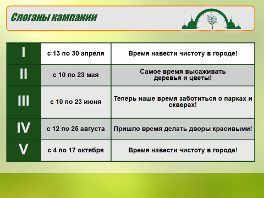 Слоганы кампании
I с 13 по 30 апреля Время навести чистоту в городе!
II с 10 по 23 мая Самое время высаживать
деревья и цветы!
III с 10 по 23 июня Теперь наше время заботиться о парках и
скверах!
IV с 12 по 26 августа Пришло время делать дворы красивыми!
V с 4 по 17 октября Время навести чистоту в городе!